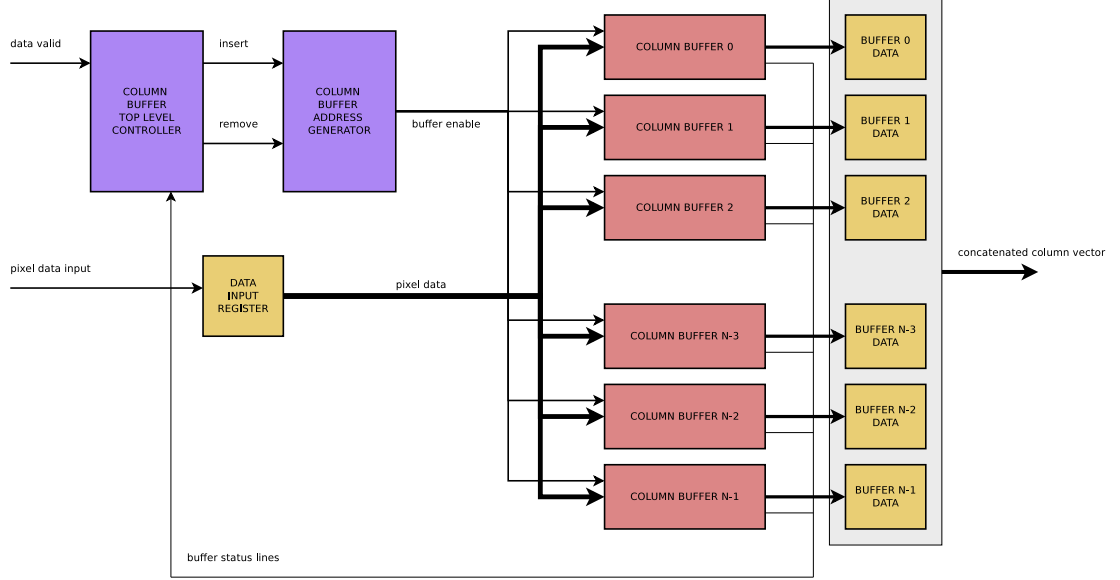 data valid
COLUMN
BUFFER
TOP LEVEL
CONTROLLER
insert
remove
COLUMN
BUFFER
ADDRESS
GENERATOR
buffer enable
COLUMN BUFFER 0
BUFFER 0
DATA
COLUMN BUFFER 1
BUFFER 1
DATA
COLUMN BUFFER 2
BUFFER 2
DATA
pixel data input
DATA
INPUT
REGISTER
pixel data
concatenated column vector
COLUMN BUFFER N-3
BUFFER N-3
DATA
COLUMN BUFFER N-2
BUFFER N-2
DATA
COLUMN BUFFER N-1
BUFFER N-1
DATA
buffer status lines